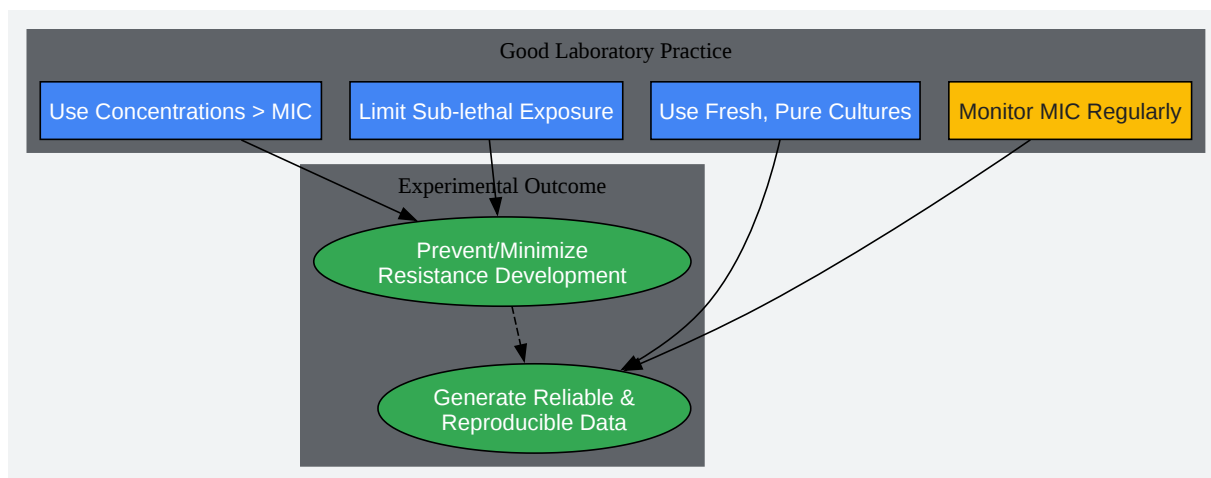 Good Laboratory Practice
Use Concentrations > MIC
Limit Sub-lethal Exposure
Use Fresh, Pure Cultures
Monitor MIC Regularly
Experimental Outcome
Prevent/Minimize
Resistance Development
Generate Reliable &
Reproducible Data